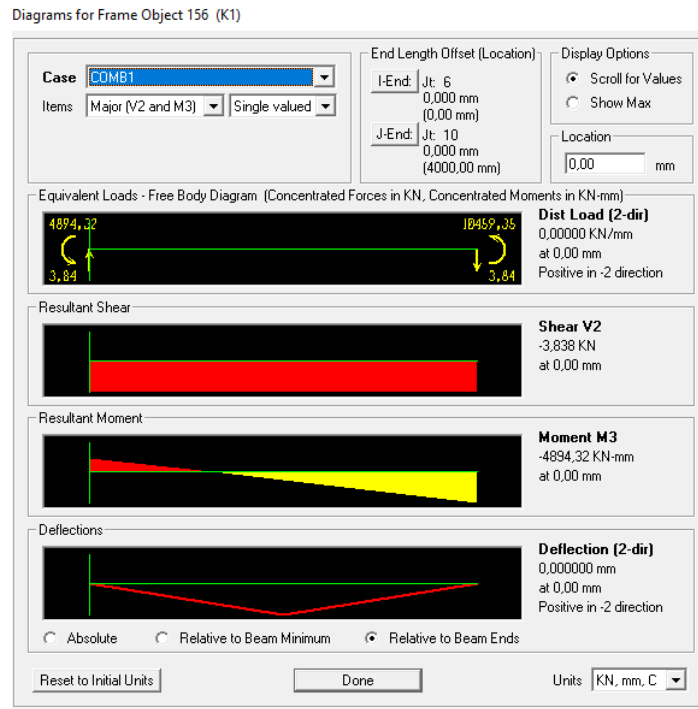 Diagrams for Frame Object 156 (K1)
Case COMB1
Items Major (V2 and M3) Single valued
End Length Offset (Location)
I-End: Jt: 6
0,000 mm
(0,00 mm)
J-End: Jt: 10
0,000 mm
(4000,00 mm)
Display Options
Scroll for Values
Show Max
Location
0,00 mm
Equivalent Loads - Free Body Diagram (Concentrated Forces in KN, Concentrated Moments in KN-mm)
4894,32 10459,35
3,84 3,84
Dist Load (2-dir)
0,00000 KN/mm
at 0,00 mm
Positive in -2 direction
Resultant Shear
Shear V2
-3,838 KN
at 0,00 mm
Resultant Moment
Moment M3
-4894,32 KN-mm
at 0,00 mm
Deflections
Deflection (2-dir)
0,000000 mm
at 0,00 mm
Positive in -2 direction
Absolute Relative to Beam Minimum Relative to Beam Ends
Reset to Initial Units Done Units KN, mm, C